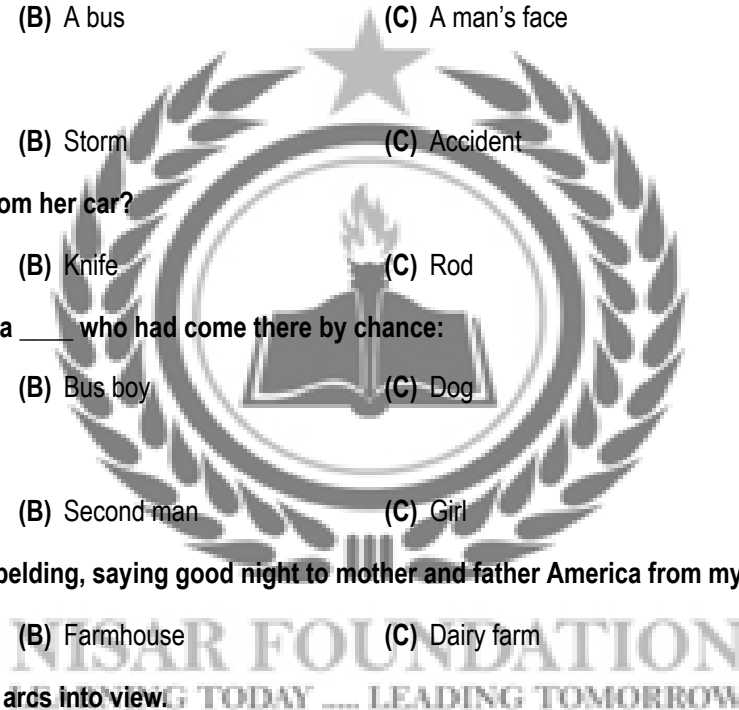 (B) A bus (C) A man's face
(B) Storm (C) Accident
om her car?
(B) Knife (C) Rod
a ____ who had come there by chance:
(B) Bus boy (C) Dog
(B) Second man (C) Girl
pelding, saying good night to mother and father America from my
(B) Farmhouse (C) Dairy farm
NISAR FOUNDATION
arcs into view.
TODAY ..... LEADING TOMORROW